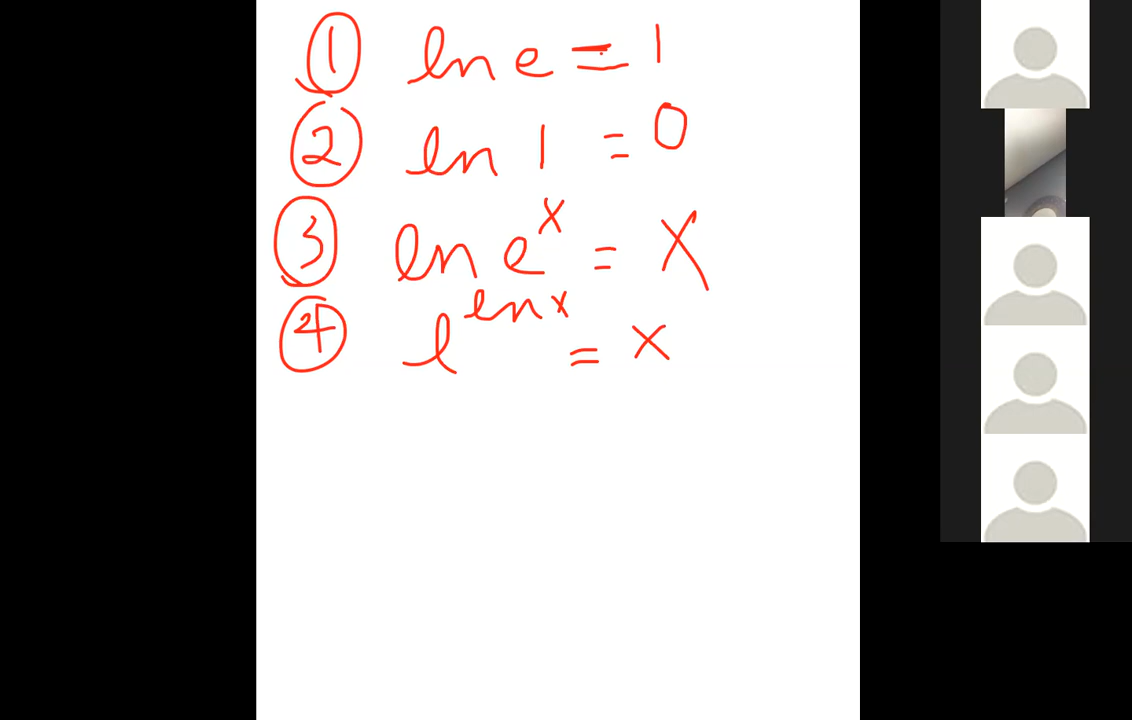 ① ln e = 1
② ln 1 = 0
③ ln e^x = x
④ e^{ln x} = x